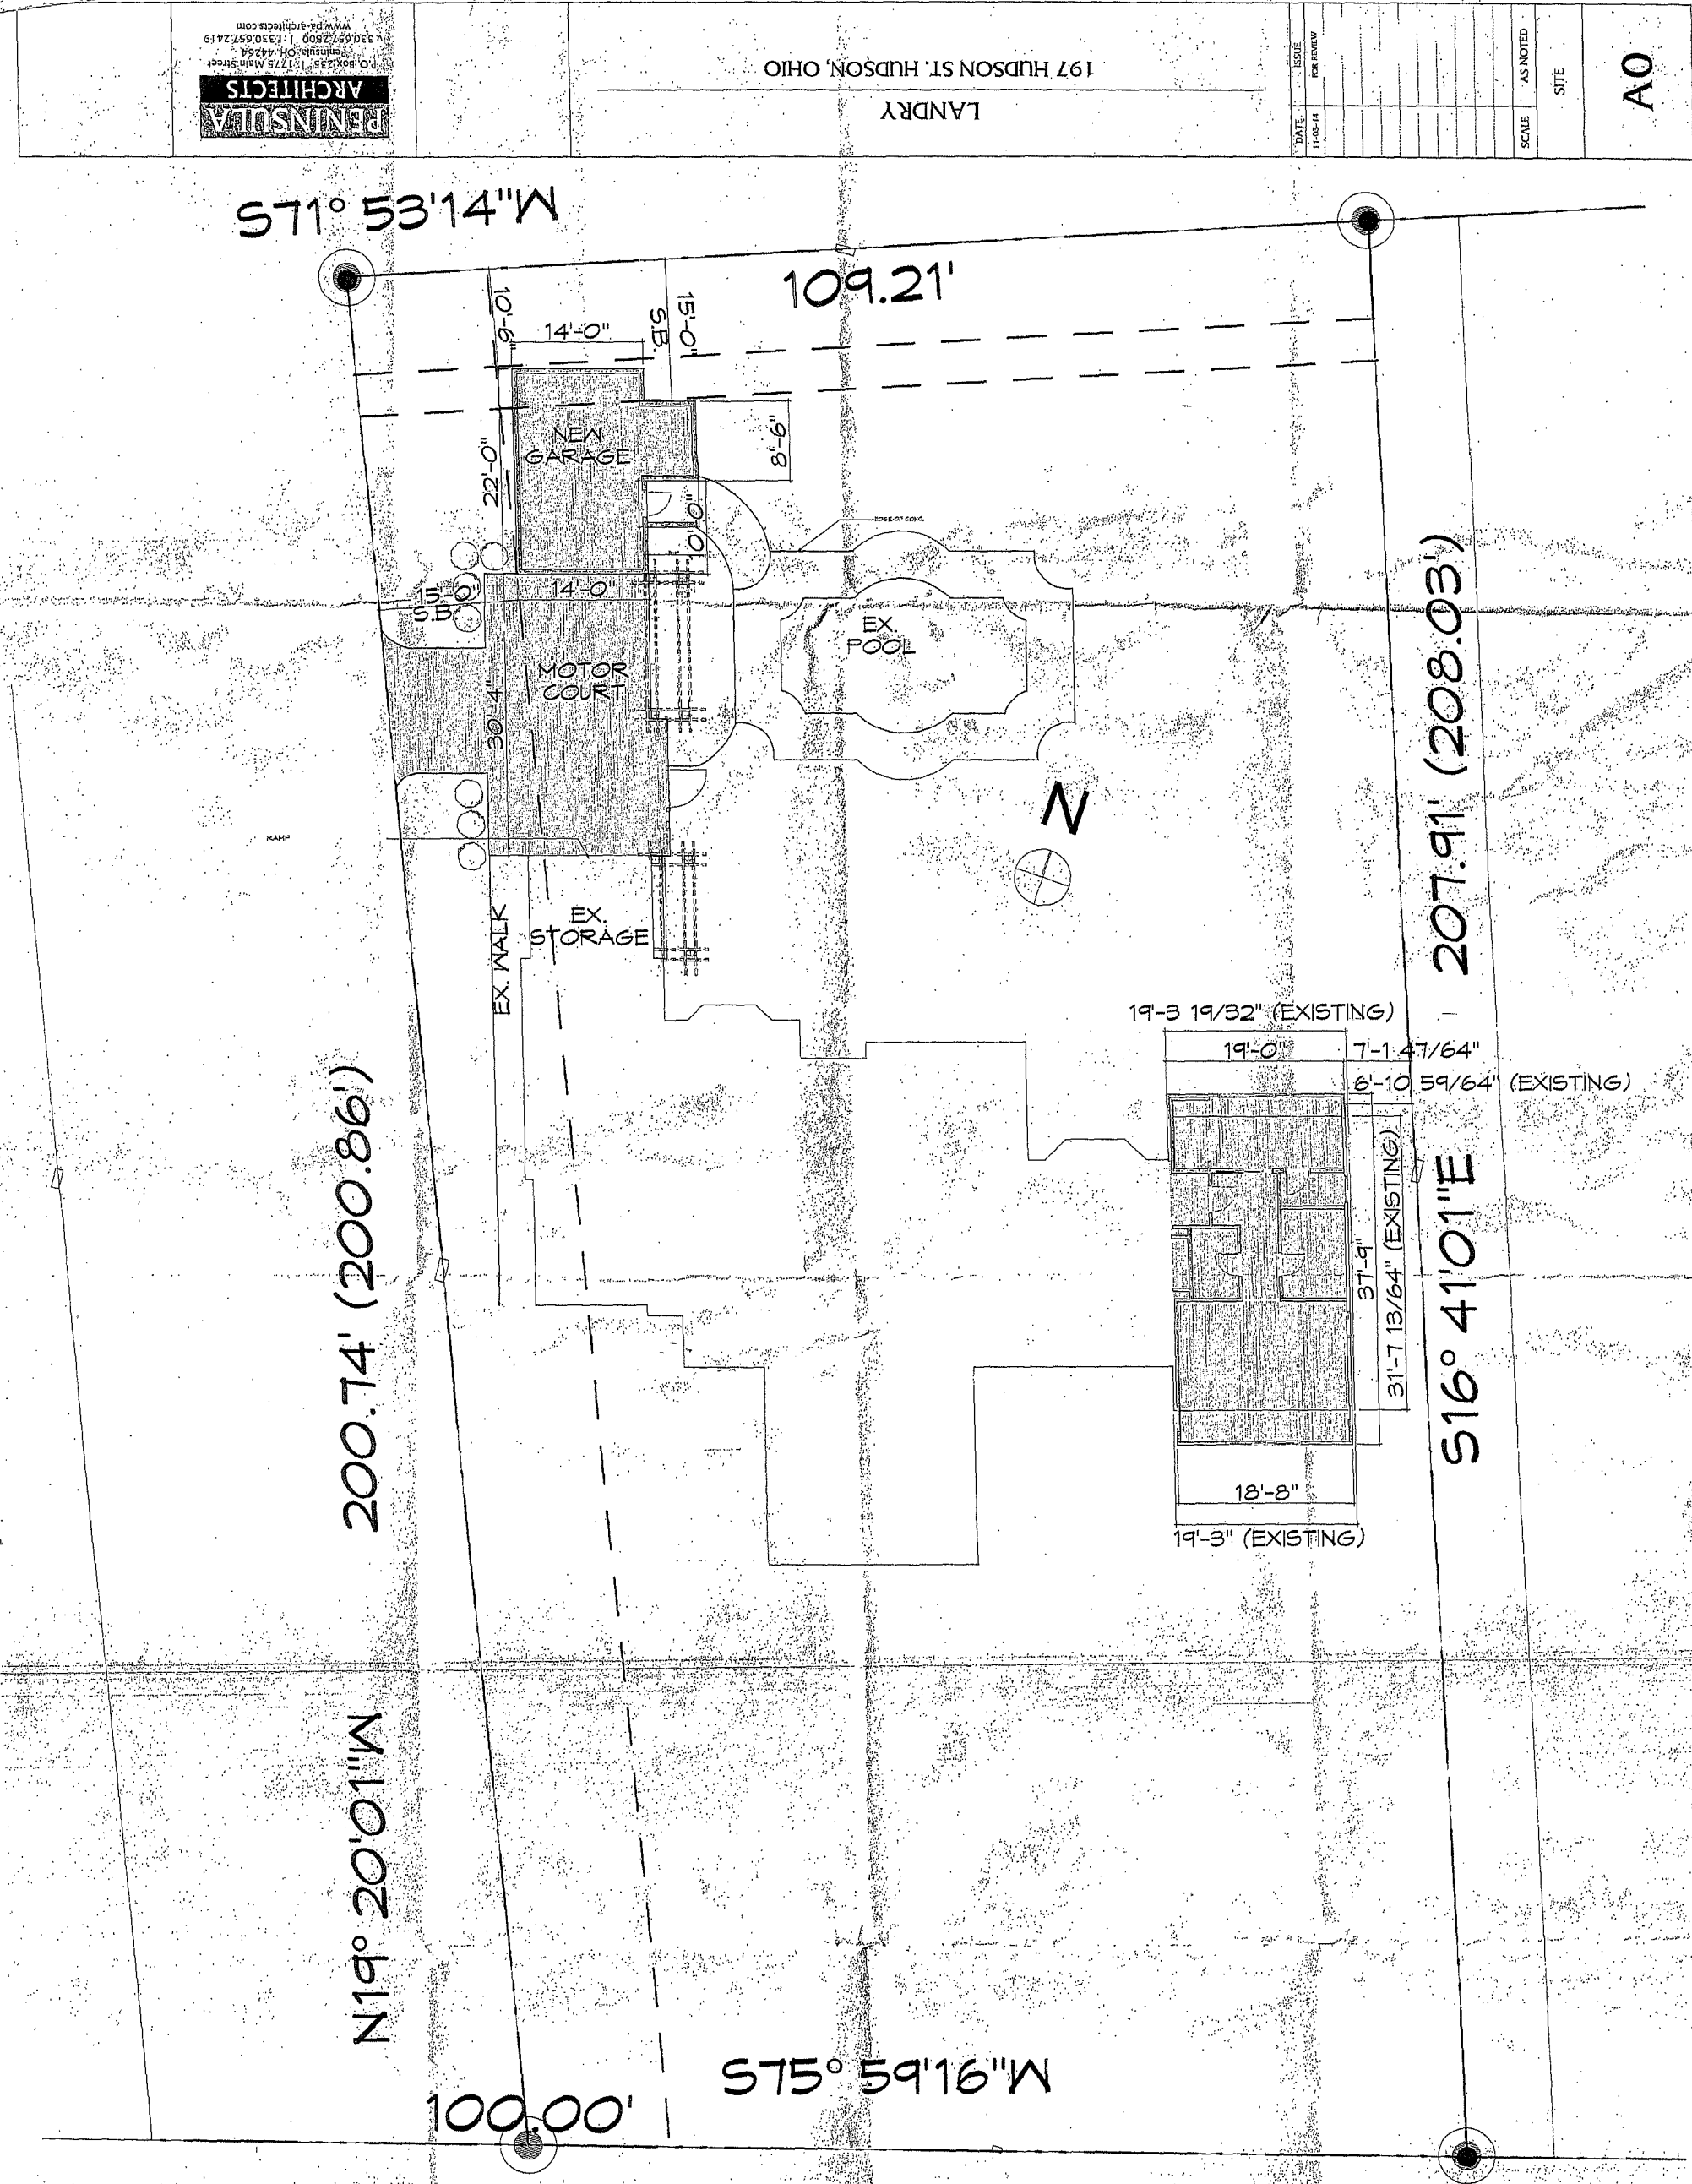 PENINSULA
ARCHITECTS
P.O. Box 235 | 1775 Main Street
Peninsula, OH 44264
v 330.657.2800 | f 330.657.2419
www.pa-architects.com
LANDRY
197 HUDSON ST. HUDSON, OHIO
DATE ISSUE
11-03-14 FOR REVIEW
SCALE AS NOTED
SITE
A0
S71° 53'14"W
109.21'
10'-6"
14'-0"
15'-0"
S.B.
NEW
GARAGE
22'-0"
8'-6"
10'-0"
EDGE OF CONC.
15'-0"
S.B.
14'-0"
EX.
POOL
MOTOR
COURT
30'-4"
N
RAMP
EX. WALK
EX.
STORAGE
207.91' (208.03')
S16° 41'01"E
19'-3 19/32" (EXISTING)
19'-0"
7'-1 47/64"
6'-10 59/64" (EXISTING)
37'-9"
31'-7 13/64" (EXISTING)
18'-8"
19'-3" (EXISTING)
200.74' (200.86')
N19° 20'01"W
S75° 59'16"W
100.00'